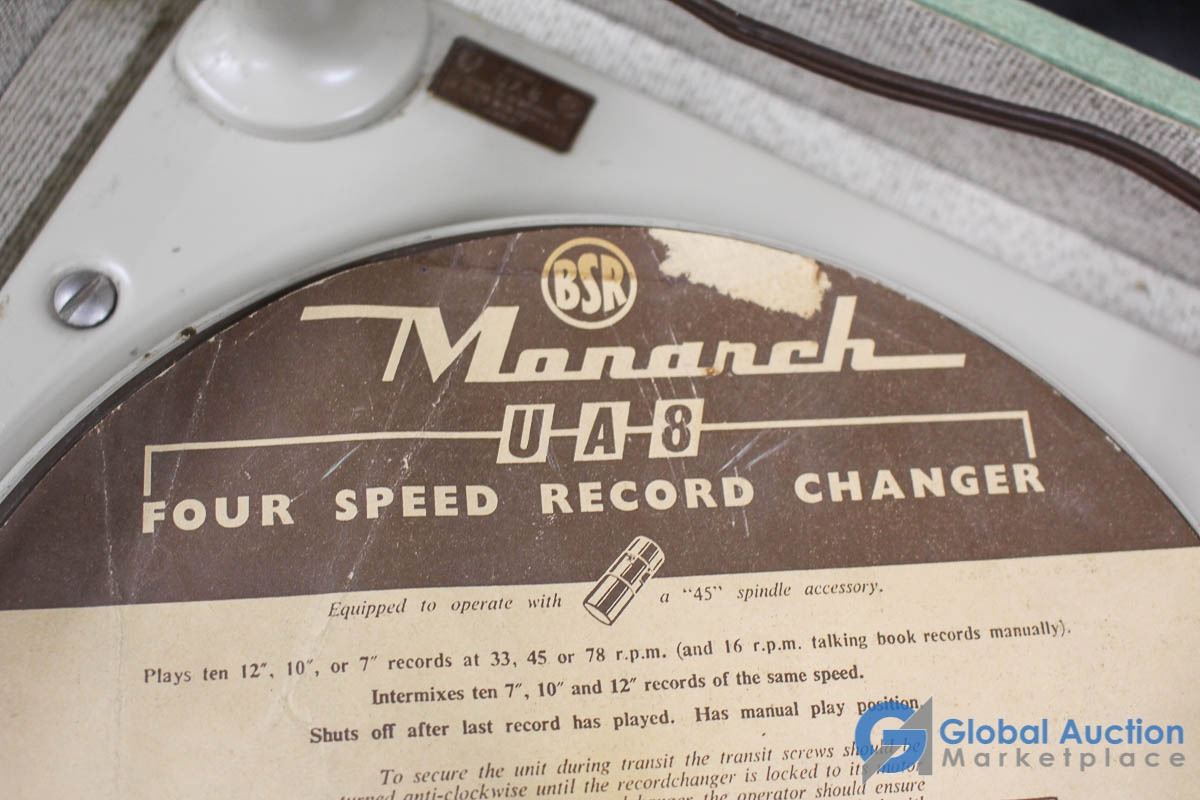 BSR
Monarch
UA8
FOUR SPEED RECORD CHANGER
Equipped to operate with a "45" spindle accessory.
Plays ten 12″, 10″, or 7″ records at 33, 45 or 78 r.p.m. (and 16 r.p.m. talking book records manually).
Intermixes ten 7″, 10″ and 12″ records of the same speed.
Shuts off after last record has played. Has manual play position.
To secure the unit during transit the transit screws should be
turned anti-clockwise until the recordchanger is locked to its motor
the operator should ensure
Global Auction
Marketplace